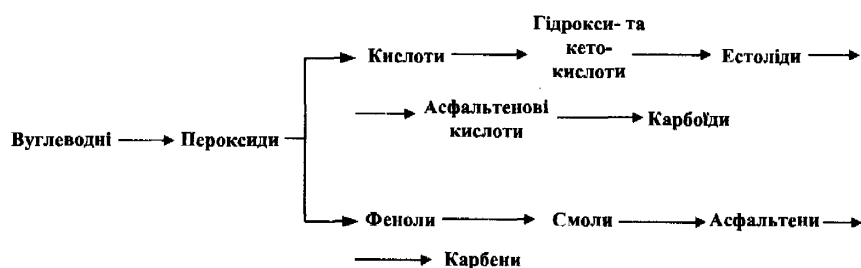 Гідрокси- та
Кислоти кето- Естоліди
кислоти
Асфальтенові Карбоїди
кислоти
Вуглеводні Пероксиди
Феноли Смоли Асфальтени
Карбени